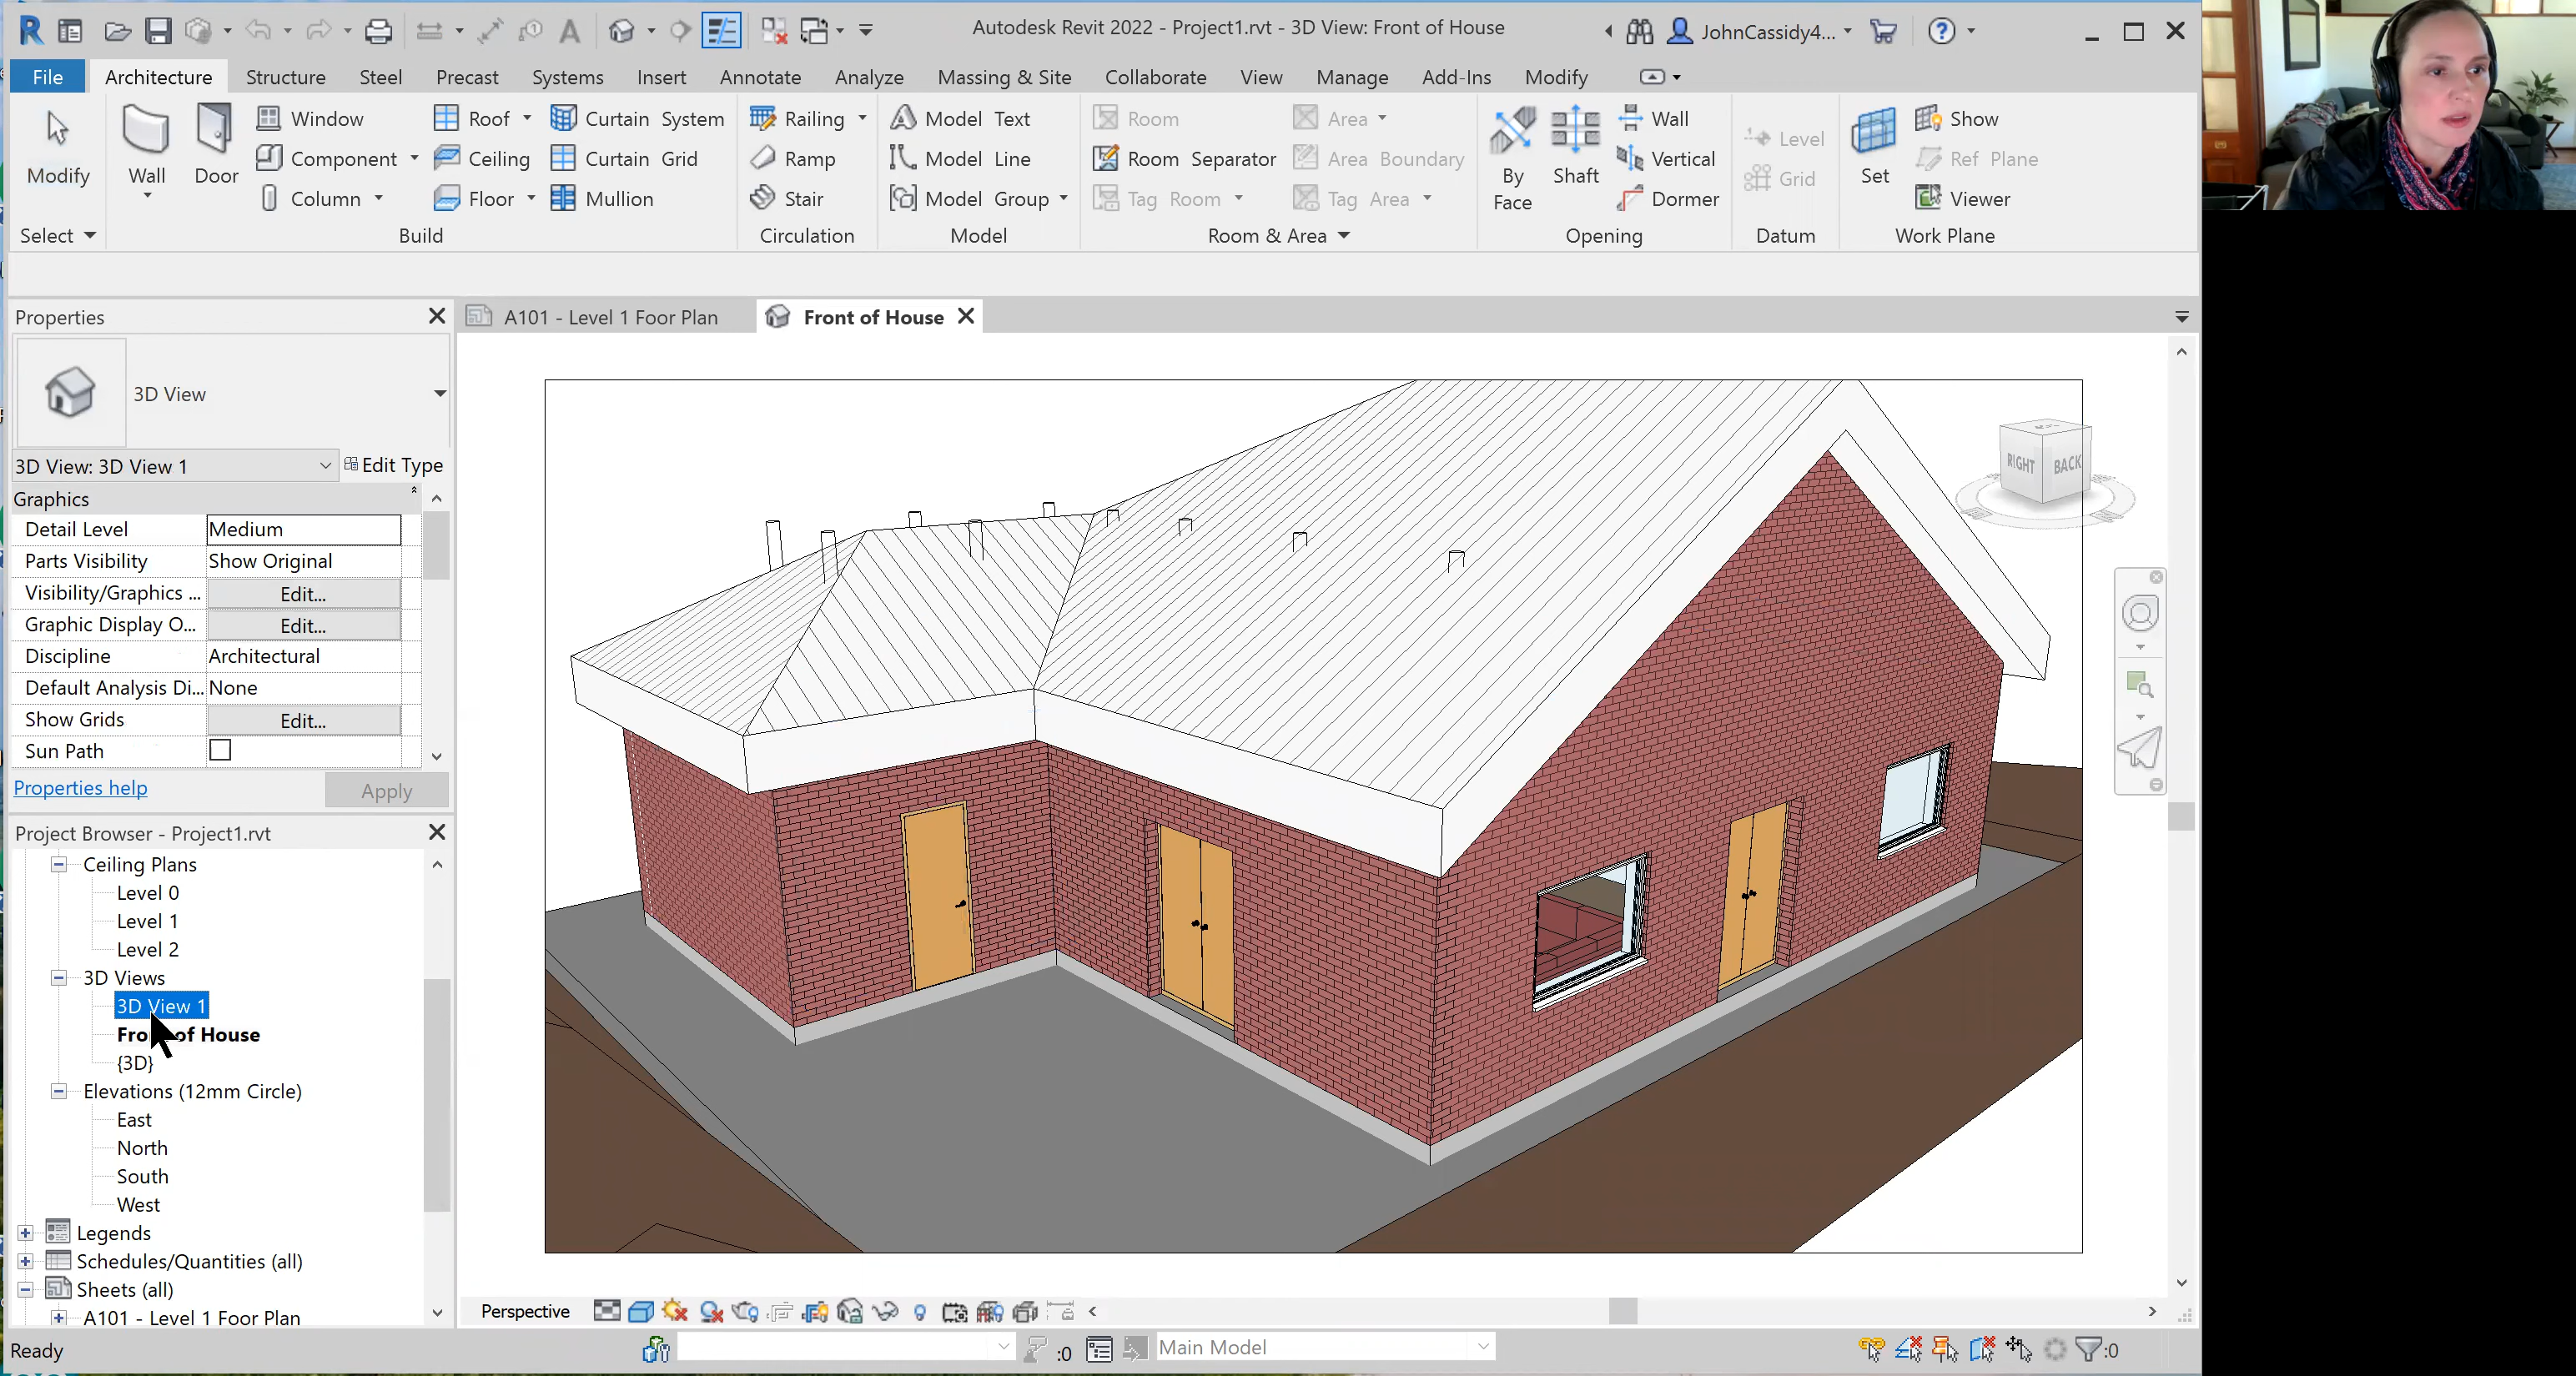 Autodesk Revit 2022 - Project1.rvt - 3D View: Front of House
JohnCassidy4...
File Architecture Structure Steel Precast Systems Insert Annotate Analyze Massing & Site Collaborate View Manage Add-Ins Modify
Modify
Wall
Door
Window
Component
Column
Roof
Ceiling
Floor
Curtain System
Curtain Grid
Mullion
Railing
Ramp
Stair
Model Text
Model Line
Model Group
Room
Room Separator
Tag Room
Area
Area Boundary
Tag Area
By Face
Shaft
Wall
Vertical
Dormer
Level
Grid
Set
Show
Ref Plane
Viewer
Select Build Circulation Model Room & Area Opening Datum Work Plane
Properties
A101 - Level 1 Foor Plan
Front of House
3D View
3D View: 3D View 1
Edit Type
Graphics
Detail Level Medium
Parts Visibility Show Original
Visibility/Graphics ... Edit...
Graphic Display O... Edit...
Discipline Architectural
Default Analysis Di... None
Show Grids Edit...
Sun Path
Properties help
Apply
Project Browser - Project1.rvt
Ceiling Plans
Level 0
Level 1
Level 2
3D Views
3D View 1
Front of House
{3D}
Elevations (12mm Circle)
East
North
South
West
Legends
Schedules/Quantities (all)
Sheets (all)
A101 - Level 1 Foor Plan
RIGHT
BACK
Perspective
Ready
:0
Main Model
:0